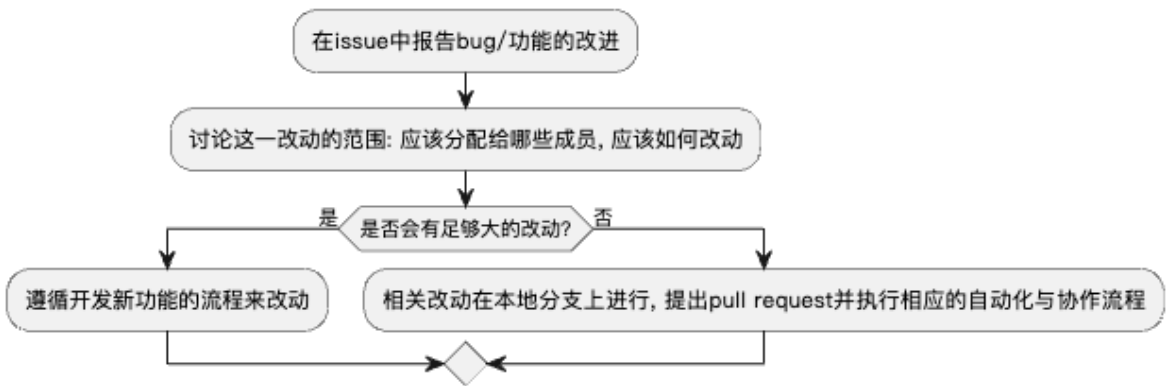 在issue中报告bug/功能的改进
讨论这一改动的范围: 应该分配给哪些成员, 应该如何改动
是
是否会有足够大的改动?
否
遵循开发新功能的流程来改动
相关改动在本地分支上进行, 提出pull request并执行相应的自动化与协作流程